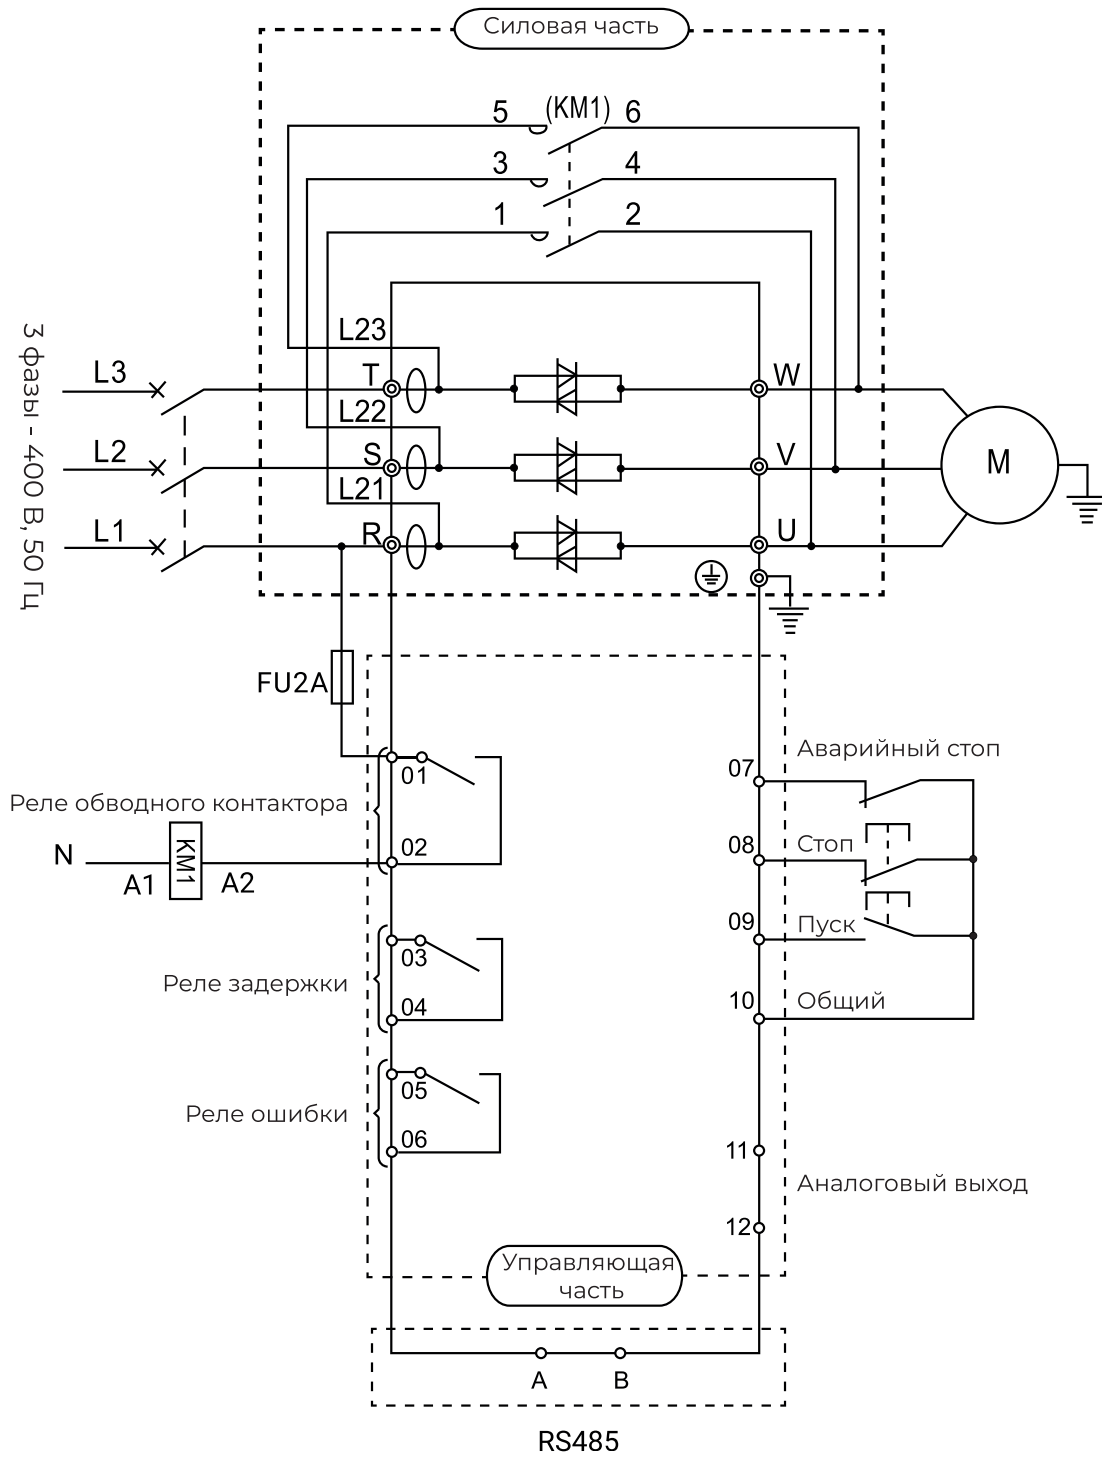 Силовая часть
5 (KM1) 6
3 4
1 2
L23
T W
L3
L22
S V
L2
L21
R U
L1
M
3 фазы - 400 В, 50 Гц
FU2A
Аварийный стоп
07
01
Реле обводного контактора
02
08 Стоп
N
A1 KM1 A2
09 Пуск
03
Реле задержки
04
10 Общий
05
Реле ошибки
06
11
Аналоговый выход
12
Управляющая
часть
A B
RS485